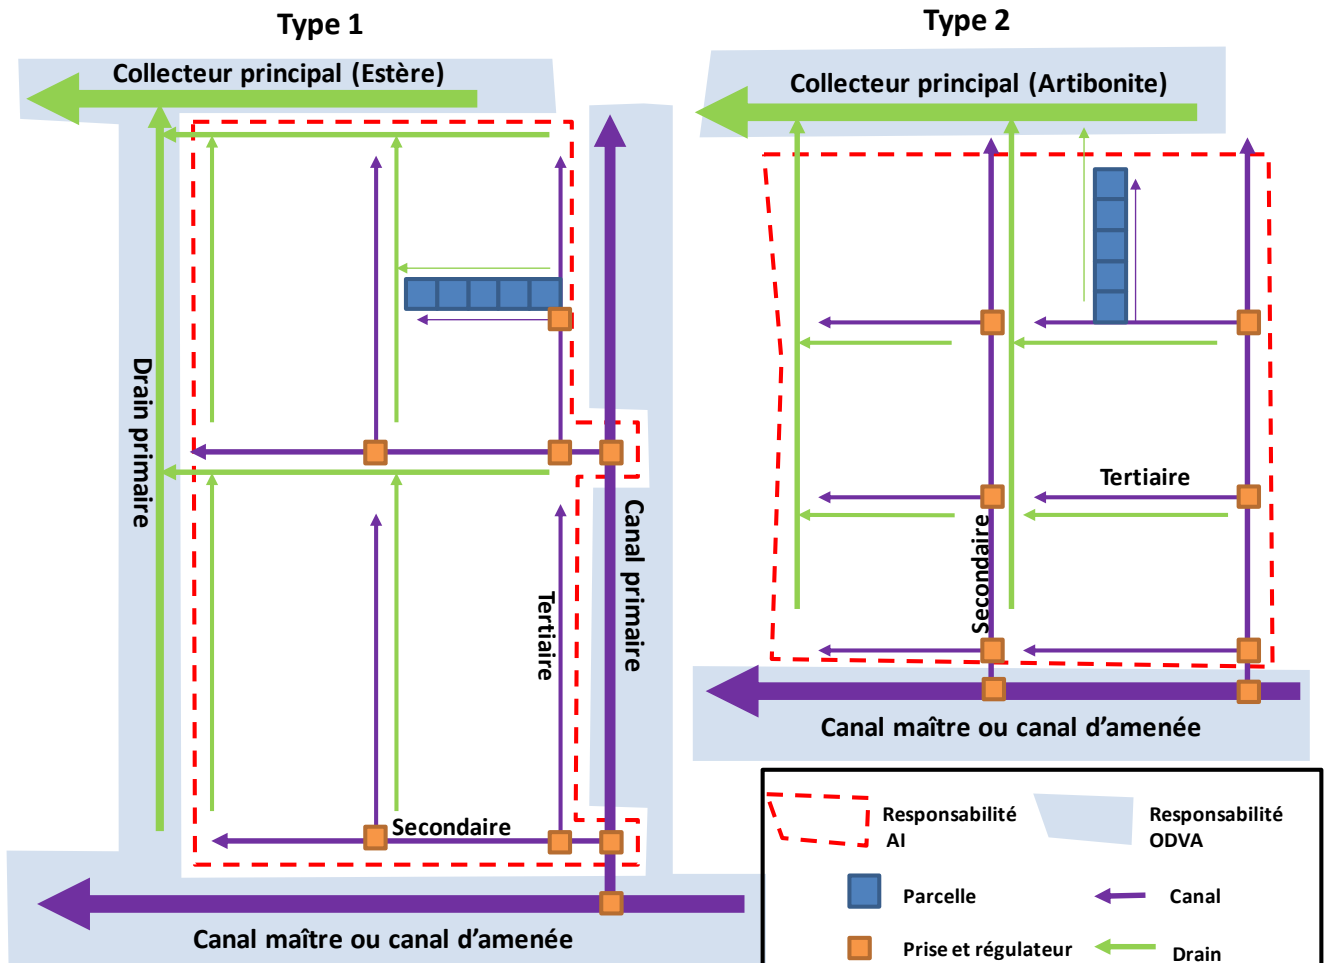 Type 1
Collecteur principal (Estère)
Drain primaire
Canal primaire
Tertiaire
Secondaire
Canal maître ou canal d'amenée
Type 2
Collecteur principal (Artibonite)
Tertiaire
Secondaire
Canal maître ou canal d'amenée
Responsabilité
AI
Responsabilité
ODVA
Parcelle
Canal
Prise et régulateur
Drain